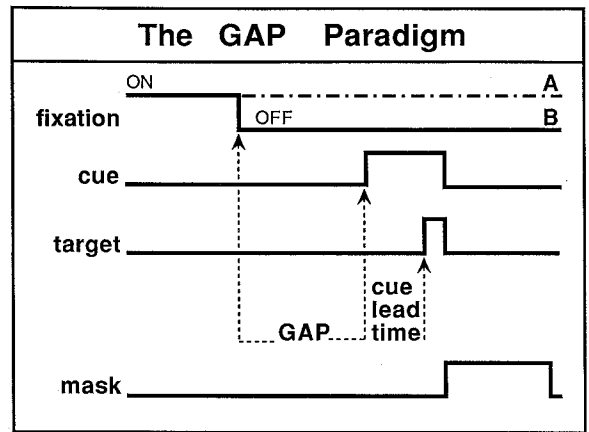 The GAP Paradigm
ON
A
fixation
OFF
B
cue
target
cue
lead
GAP
time
mask